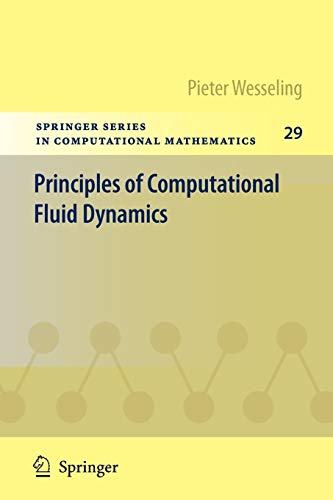 Pieter Wesseling
SPRINGER SERIES
IN COMPUTATIONAL MATHEMATICS 29
Principles of Computational
Fluid Dynamics
Springer